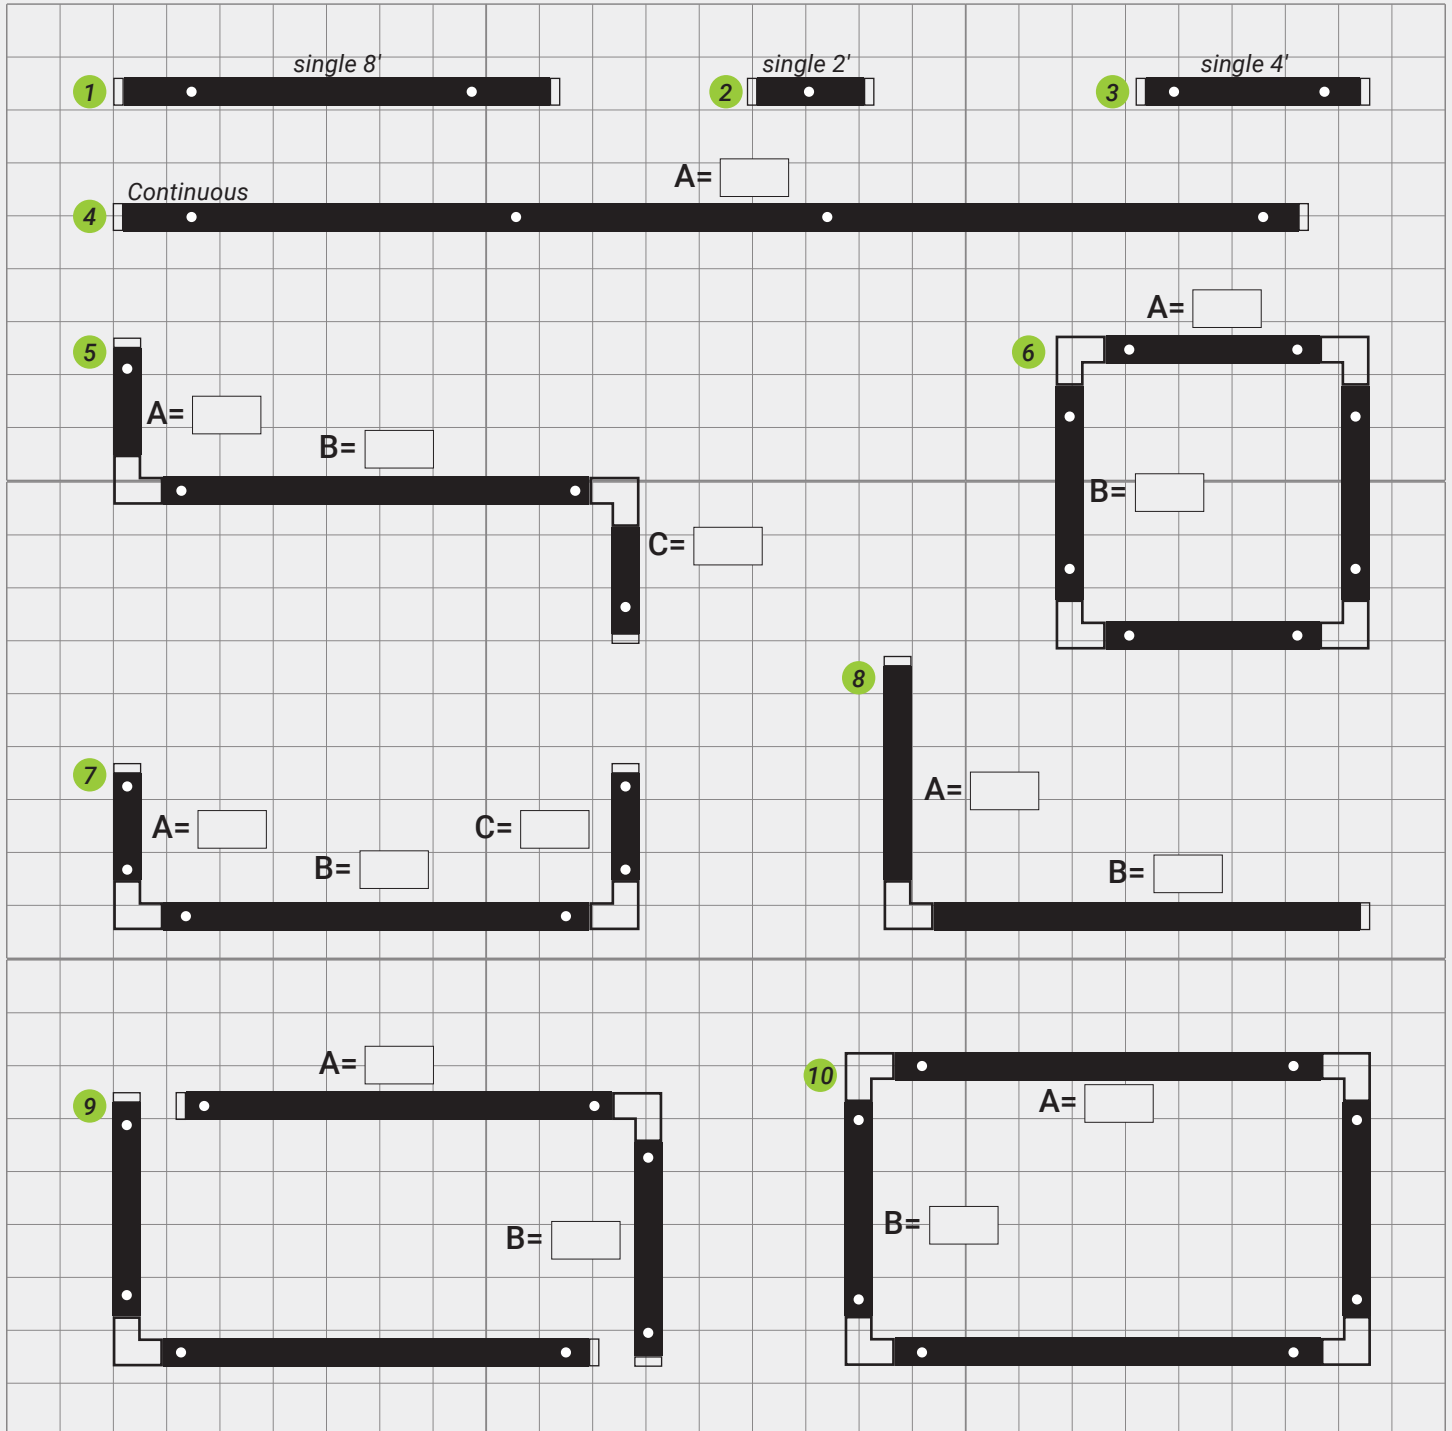 single 8'
single 2'
single 4'
1
2
3
A=
Continuous
4
A=
5
6
A=
B=
B=
C=
8
7
A=
A=
C=
B=
B=
A=
10
9
A=
B=
B=